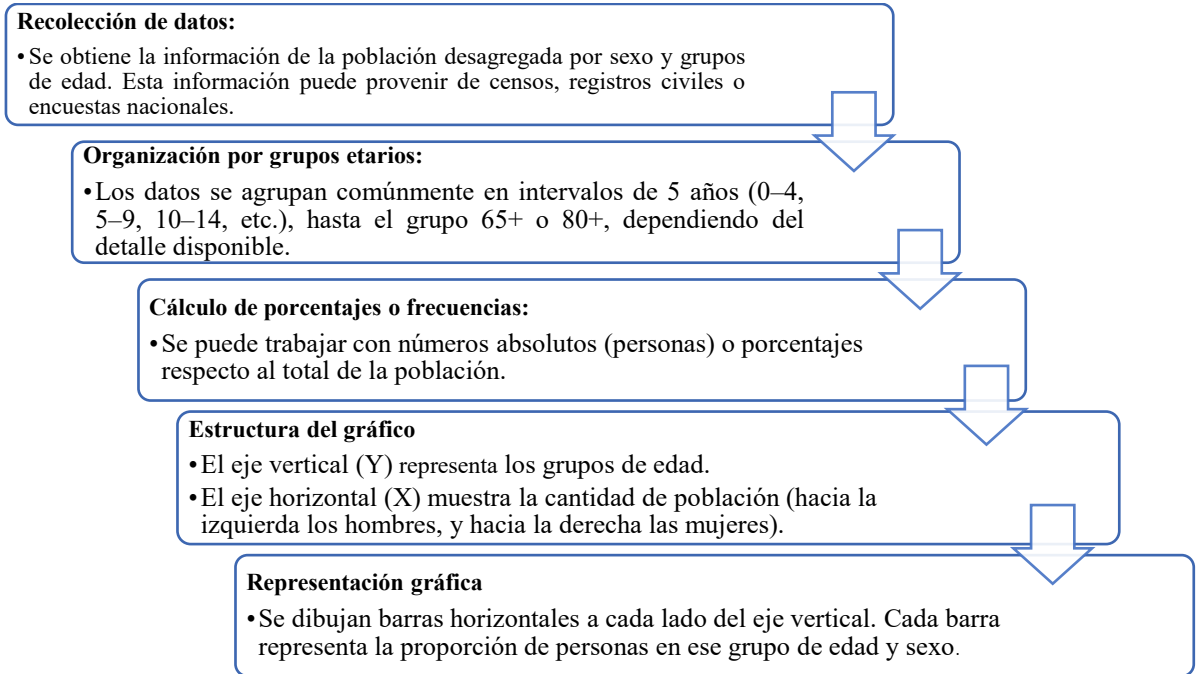 Recolección de datos:
•Se obtiene la información de la población desagregada por sexo y grupos
de edad. Esta información puede provenir de censos, registros civiles o
encuestas nacionales.
Organización por grupos etarios:
•Los datos se agrupan comúnmente en intervalos de 5 años (0–4,
5–9, 10–14, etc.), hasta el grupo 65+ o 80+, dependiendo del
detalle disponible.
Cálculo de porcentajes o frecuencias:
•Se puede trabajar con números absolutos (personas) o porcentajes
respecto al total de la población.
Estructura del gráfico
•El eje vertical (Y) representa los grupos de edad.
•El eje horizontal (X) muestra la cantidad de población (hacia la
izquierda los hombres, y hacia la derecha las mujeres).
Representación gráfica
•Se dibujan barras horizontales a cada lado del eje vertical. Cada barra
representa la proporción de personas en ese grupo de edad y sexo.